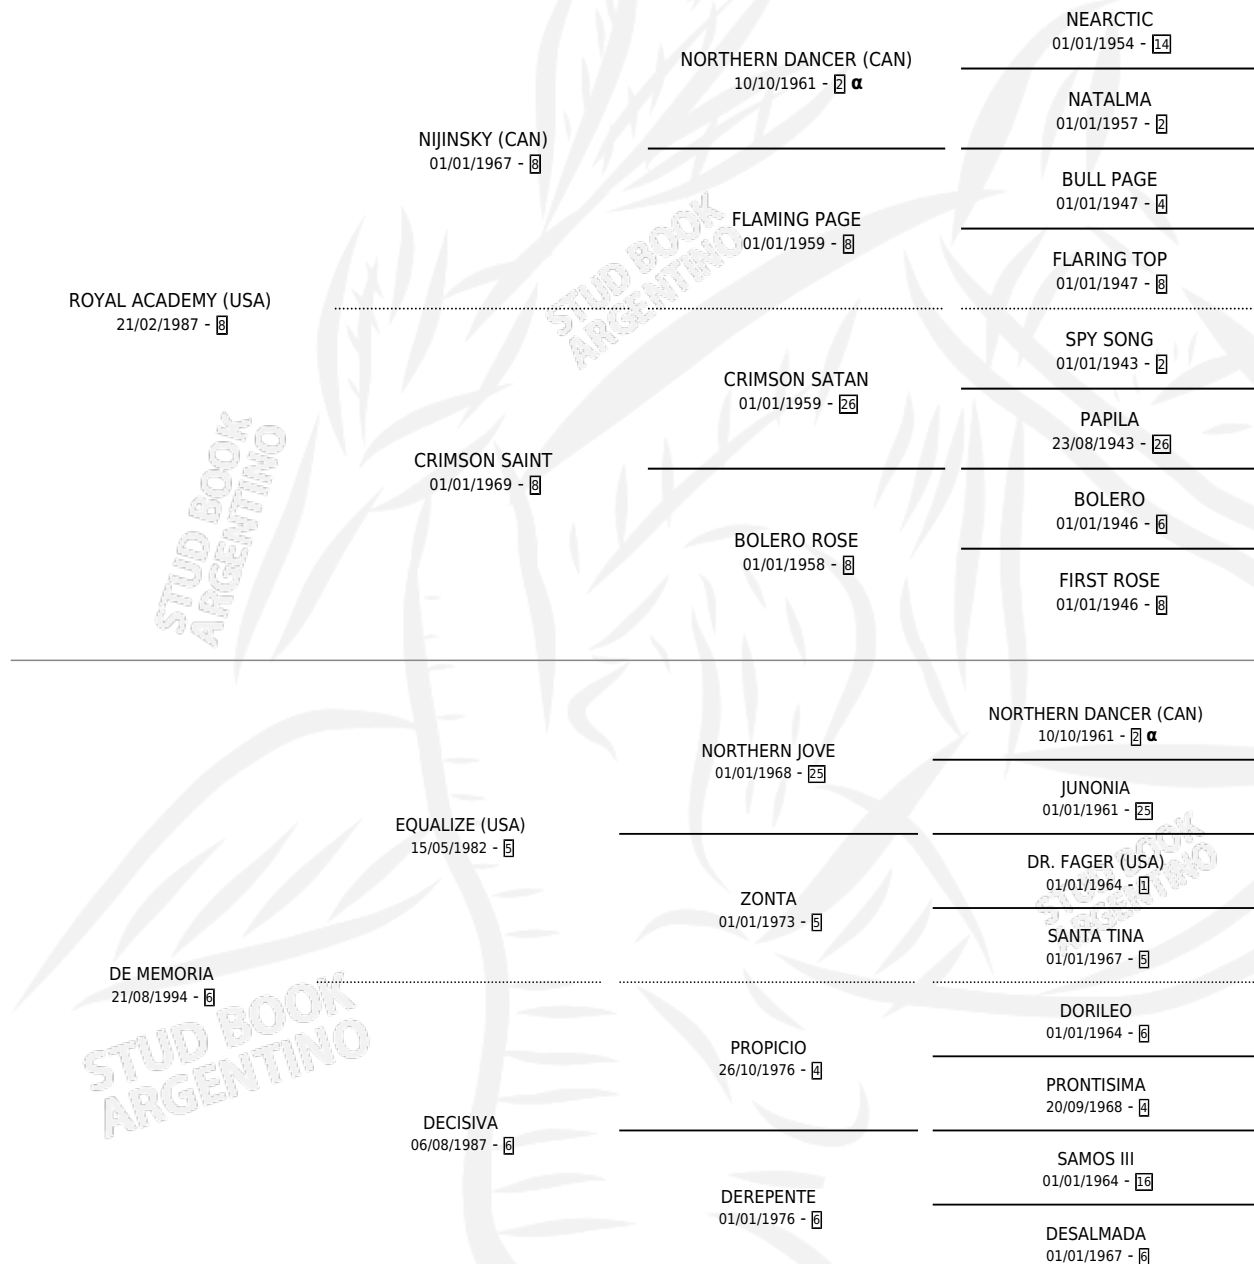 NEARCTIC
01/01/1954 - 14
NORTHERN DANCER (CAN)
10/10/1961 - 2 α
NATALMA
01/01/1957 - 2
NIJINSKY (CAN)
01/01/1967 - 8
BULL PAGE
01/01/1947 - 4
FLAMING PAGE
01/01/1959 - 8
FLARING TOP
01/01/1947 - 8
ROYAL ACADEMY (USA)
21/02/1987 - 8
SPY SONG
01/01/1943 - 2
CRIMSON SATAN
01/01/1959 - 26
PAPILA
23/08/1943 - 26
CRIMSON SAINT
01/01/1969 - 8
BOLERO
01/01/1946 - 6
BOLERO ROSE
01/01/1958 - 8
FIRST ROSE
01/01/1946 - 8
NORTHERN DANCER (CAN)
10/10/1961 - 2 α
NORTHERN JOVE
01/01/1968 - 25
JUNONIA
01/01/1961 - 25
EQUALIZE (USA)
15/05/1982 - 5
DR. FAGER (USA)
01/01/1964 - 1
ZONTA
01/01/1973 - 5
SANTA TINA
01/01/1967 - 5
DE MEMORIA
21/08/1994 - 6
DORILEO
01/01/1964 - 6
PROPICIO
26/10/1976 - 4
PRONTISIMA
20/09/1968 - 4
DECISIVA
06/08/1987 - 6
SAMOS III
01/01/1964 - 16
DEREPENTE
01/01/1976 - 6
DESALMADA
01/01/1967 - 6
STUD BOOK
ARGENTINO
STUD BOOK
ARGENTINO
STUD BOOK
ARGENTINO
STUD BOOK
ARGENTINO